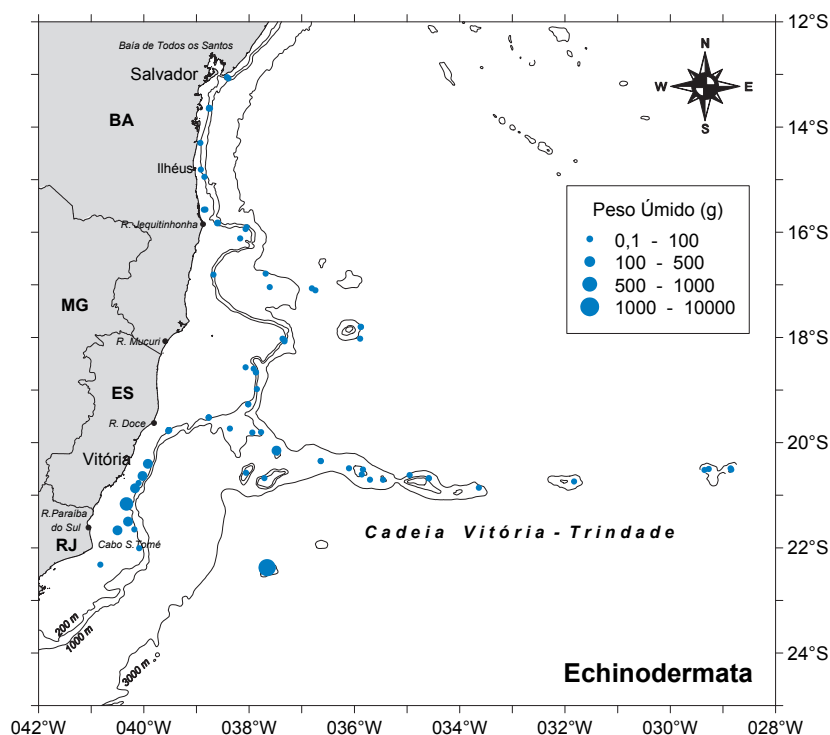 12°S
Baía de Todos os Santos
N
Salvador
W
E
S
BA
14°S
Ilhéus
Peso Úmido (g)
0,1 - 100
100 - 500
500 - 1000
1000 - 10000
R. Jequitinhonha
16°S
MG
R. Mucuri
18°S
ES
R. Doce
20°S
Vitória
R.Paraíba
do Sul
Cadeia Vitória - Trindade
RJ
Cabo S.Tomé
22°S
200 m
1000 m
3000 m
Echinodermata
24°S
042°W
040°W
038°W
036°W
034°W
032°W
030°W
28°W